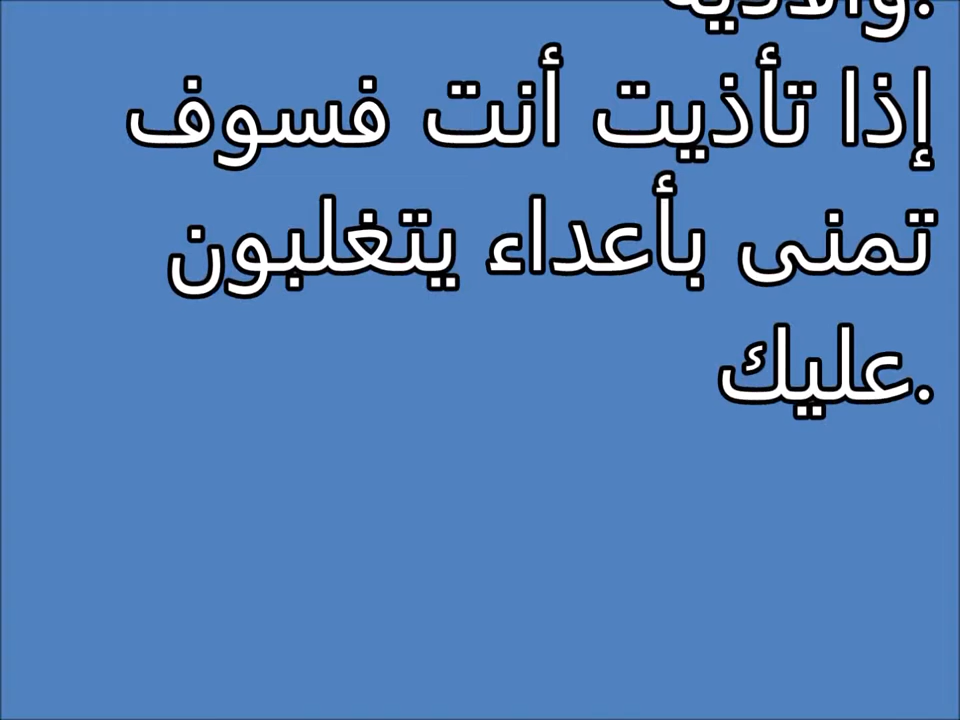 إذا تأذيت أنت فسوف
تمنى بأعداء يتغلبون
.عليك